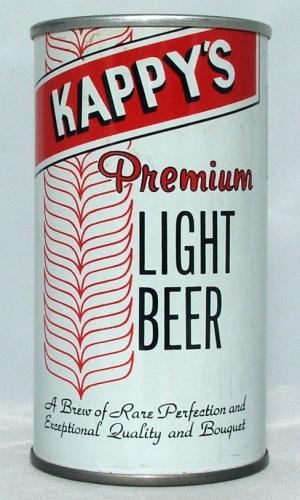 KAPPY'S
Premium
LIGHT
BEER
A Brew of Rare Perfection and
Exceptional Quality and Bouquet